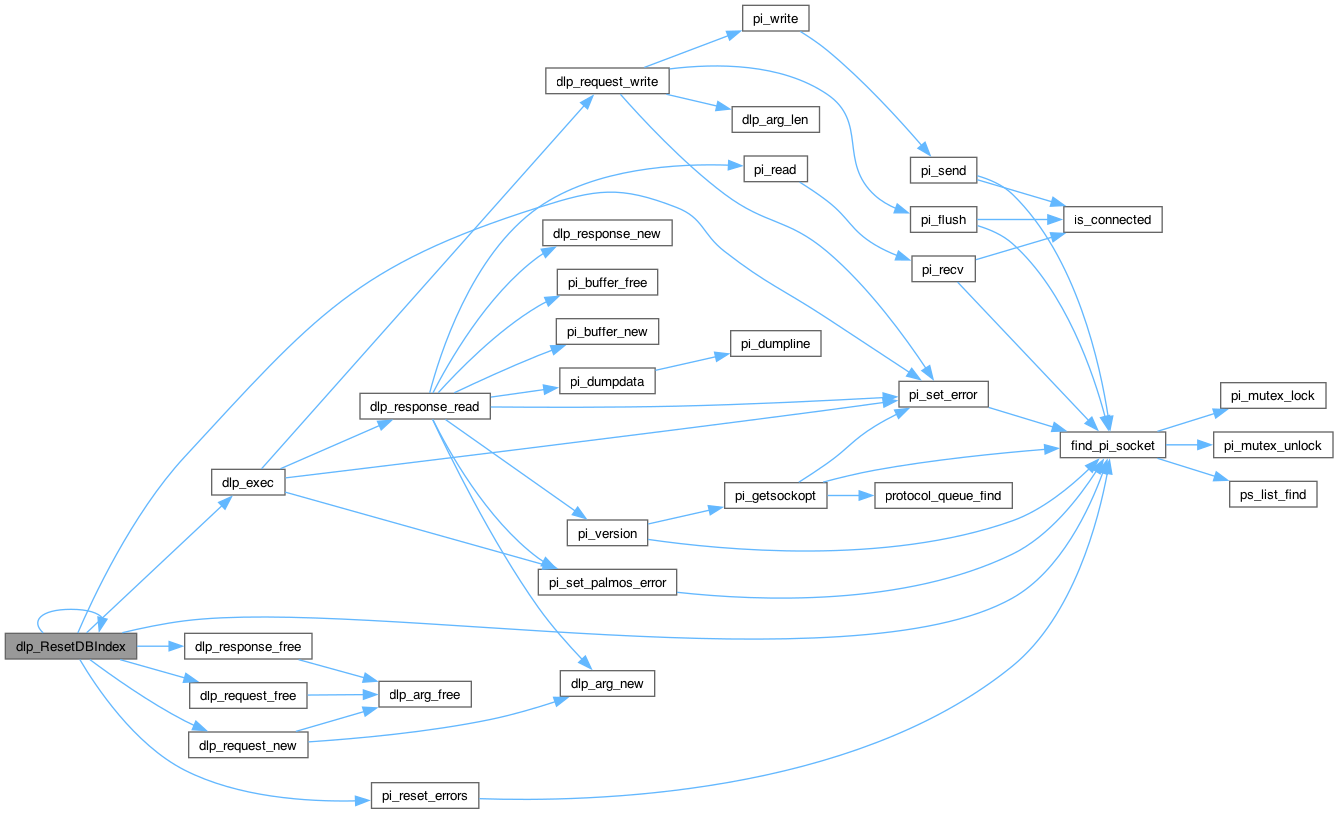 pi_write
dlp_request_write
dlp_arg_len
pi_read
pi_send
dlp_response_new
pi_flush
is_connected
pi_recv
pi_buffer_free
pi_buffer_new
pi_dumpline
pi_dumpdata
dlp_response_read
pi_set_error
pi_mutex_lock
find_pi_socket
pi_mutex_unlock
dlp_exec
pi_getsockopt
protocol_queue_find
ps_list_find
pi_version
pi_set_palmos_error
dlp_ResetDBIndex
dlp_response_free
dlp_request_free
dlp_arg_free
dlp_arg_new
dlp_request_new
pi_reset_errors